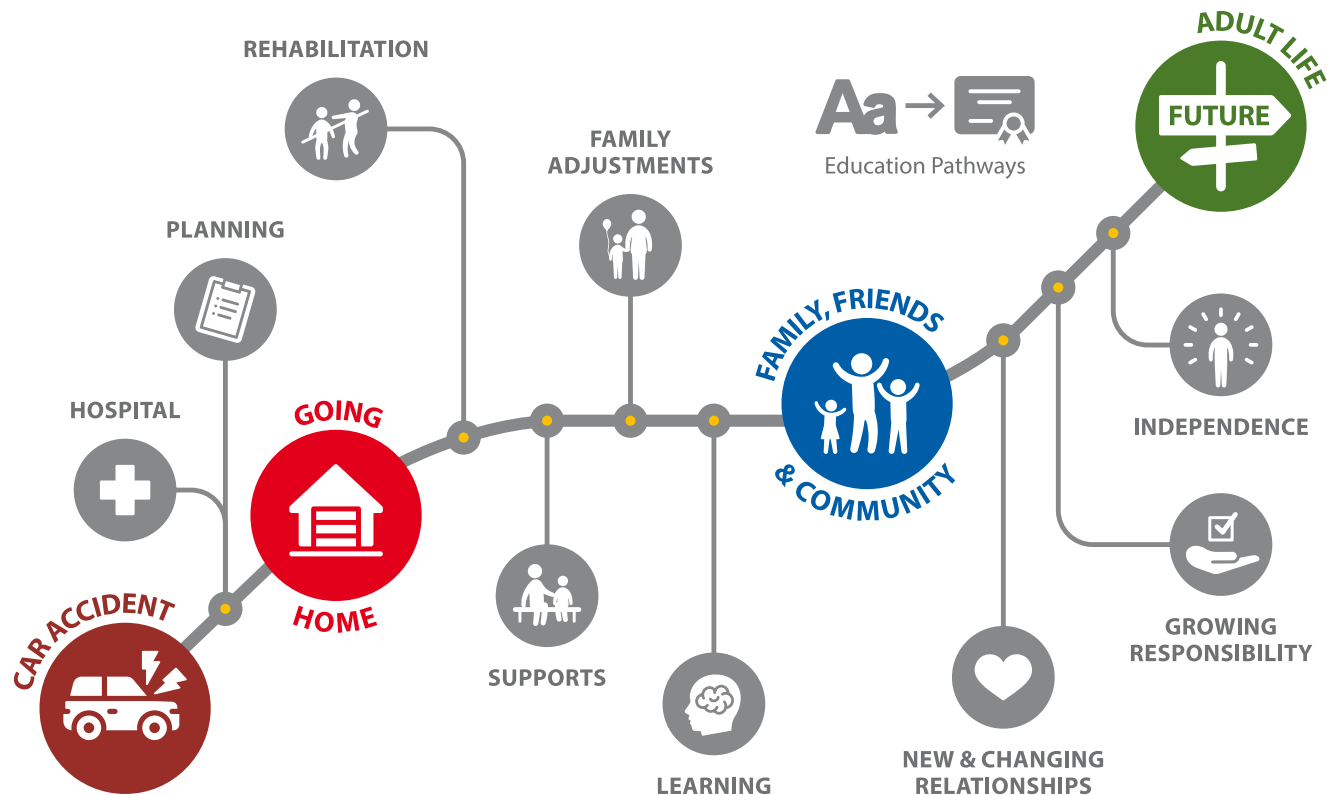 REHABILITATION
PLANNING
HOSPITAL
CAR ACCIDENT
GOING
HOME
FAMILY
ADJUSTMENTS
SUPPORTS
LEARNING
Aa
Education Pathways
FAMILY, FRIENDS
& COMMUNITY
ADULT LIFE
FUTURE
INDEPENDENCE
GROWING
RESPONSIBILITY
NEW & CHANGING
RELATIONSHIPS